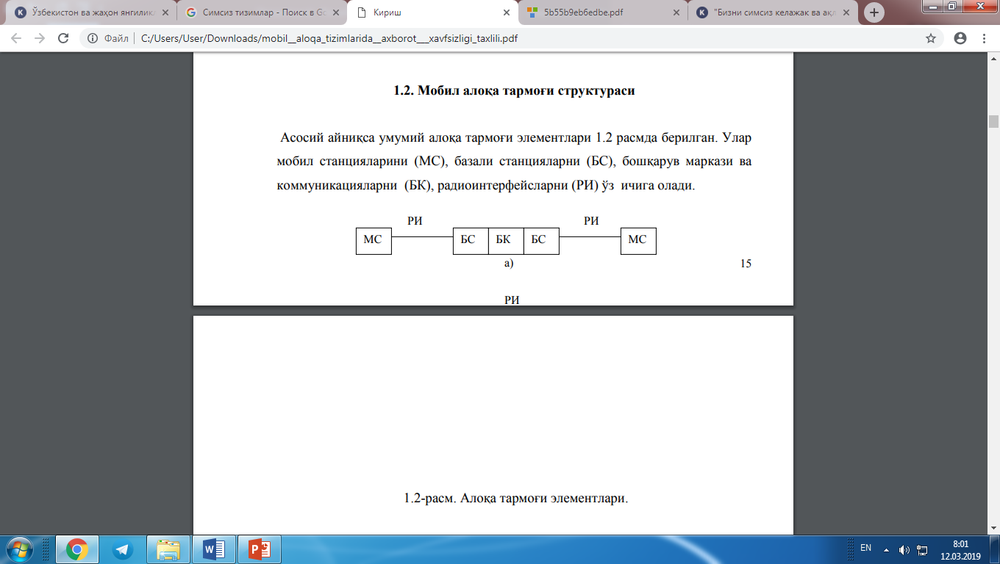 Ўзбекистон ва жаҳон янгилик
Симсиз тизимлар - Поиск в Go
Кириш
5b55b9eb6edbe.pdf
"Бизни симсиз келажак ва ақл
Файл
C:/Users/User/Downloads/mobil__aloqa_tizimlarida__axborot___xavfsizligi_taxlili.pdf
1.2. Мобил алоқа тармоғи структураси
Асосий айниқса умумий алоқа тармоғи элементлари 1.2 расмда берилган. Улар
мобил станцияларини (МС), базали станцияларни (БС), бошқарув маркази ва
коммуникацияларни (БК), радиоинтерфейсларни (РИ) ўз ичига олади.
РИ РИ
МС БС БК БС МС
а) 15
РИ
1.2-расм. Алоқа тармоғи элементлари.
EN 8:01
12.03.2019